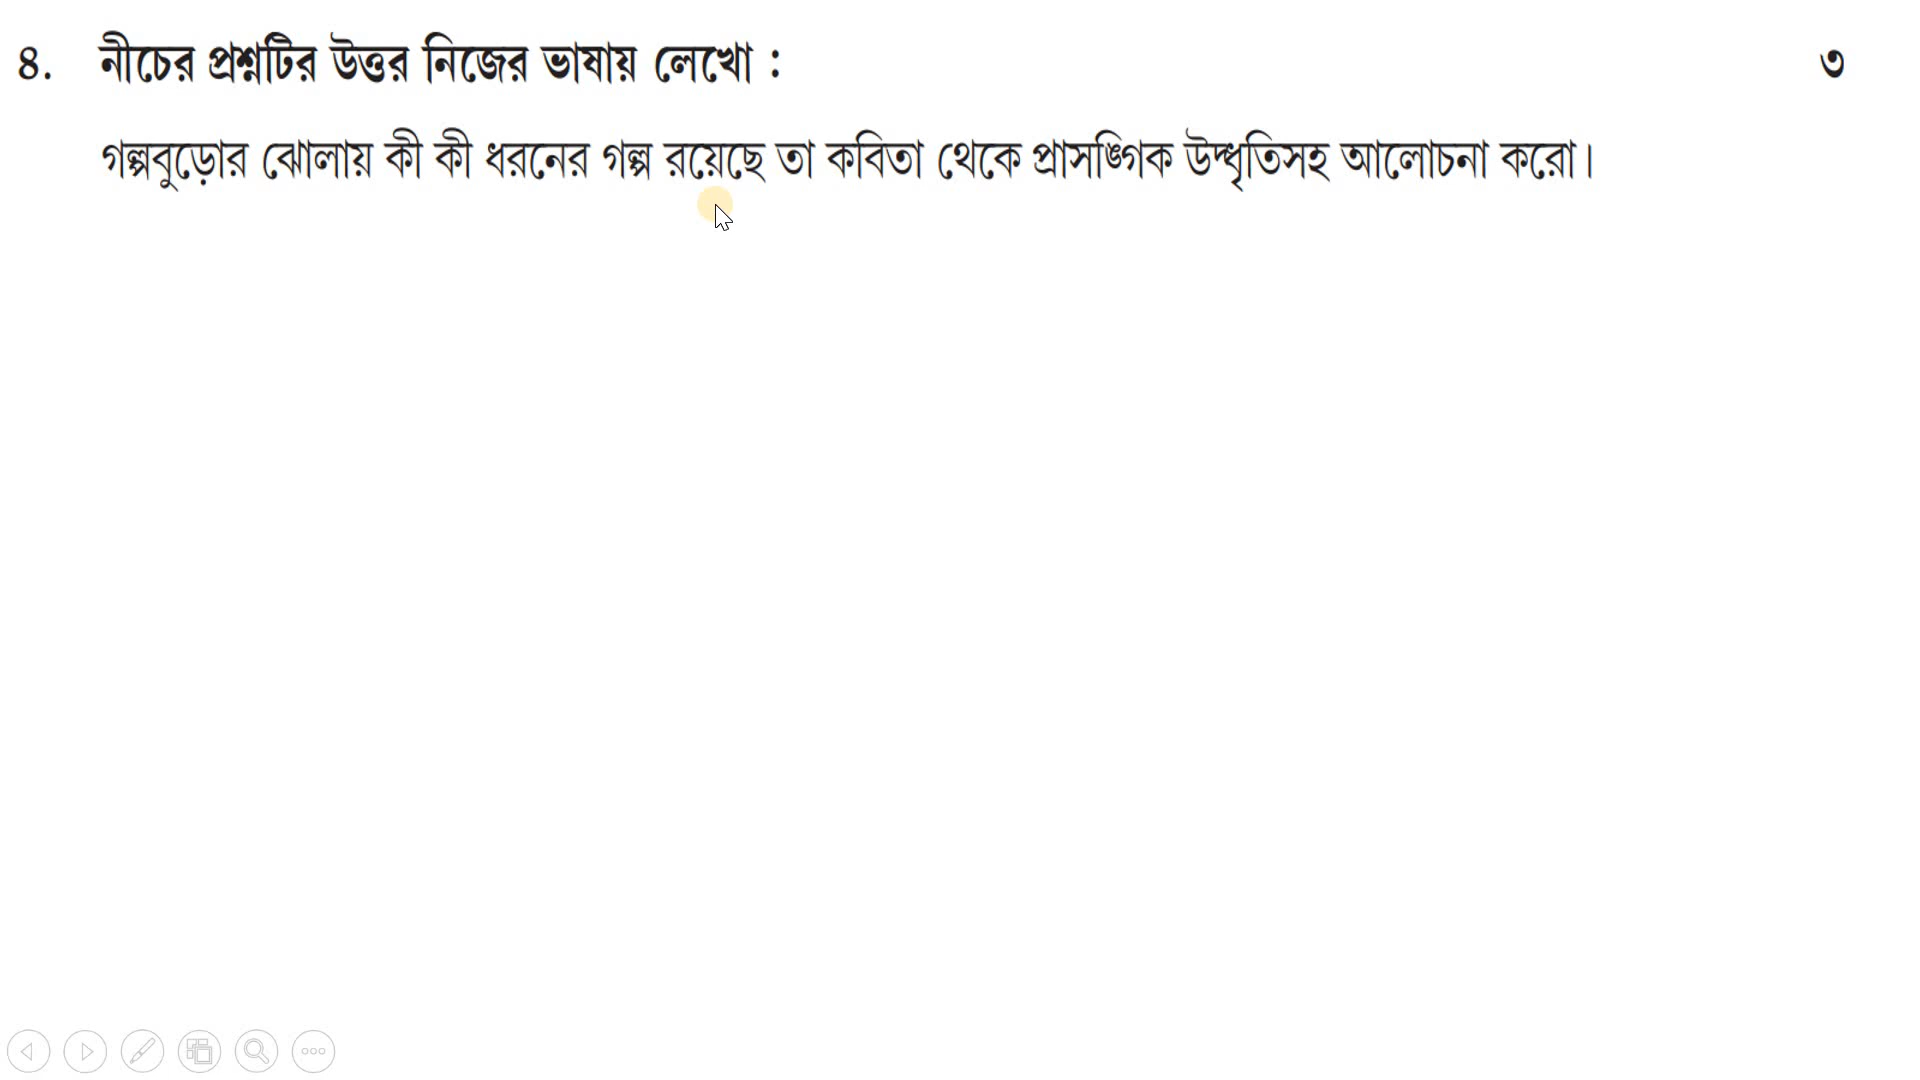 ৪. নীচের প্রশ্নটির উত্তর নিজের ভাষায় লেখো : ৩
গল্পবুড়োর ঝোলায় কী কী ধরনের গল্প রয়েছে তা কবিতা থেকে প্রাসঙ্গিক উদ্ধৃতিসহ আলোচনা করো।